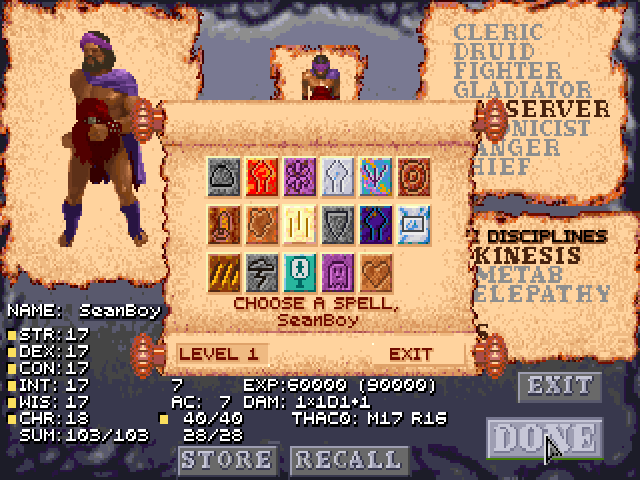 CLERIC
DRUID
FIGHTER
GLADIATOR
SERVER
ONICIST
ANGER
HIEF
I DISCIPLINES
KINESIS
METAB
ELEPATHY
S
CHOOSE A SPELL,
SeanBoy
LEVEL 1 EXIT
NAME: SeanBoy
STR:17
DEX:17
CON:17
INT:17 7 EXP:60000 (90000)
WIS:17 AC: 7 DAM: 1x1D1+1
CHR:18 40/40 THAC0: M17 R16
SUM:103/103 28/28
EXIT
DONE
STORE RECALL